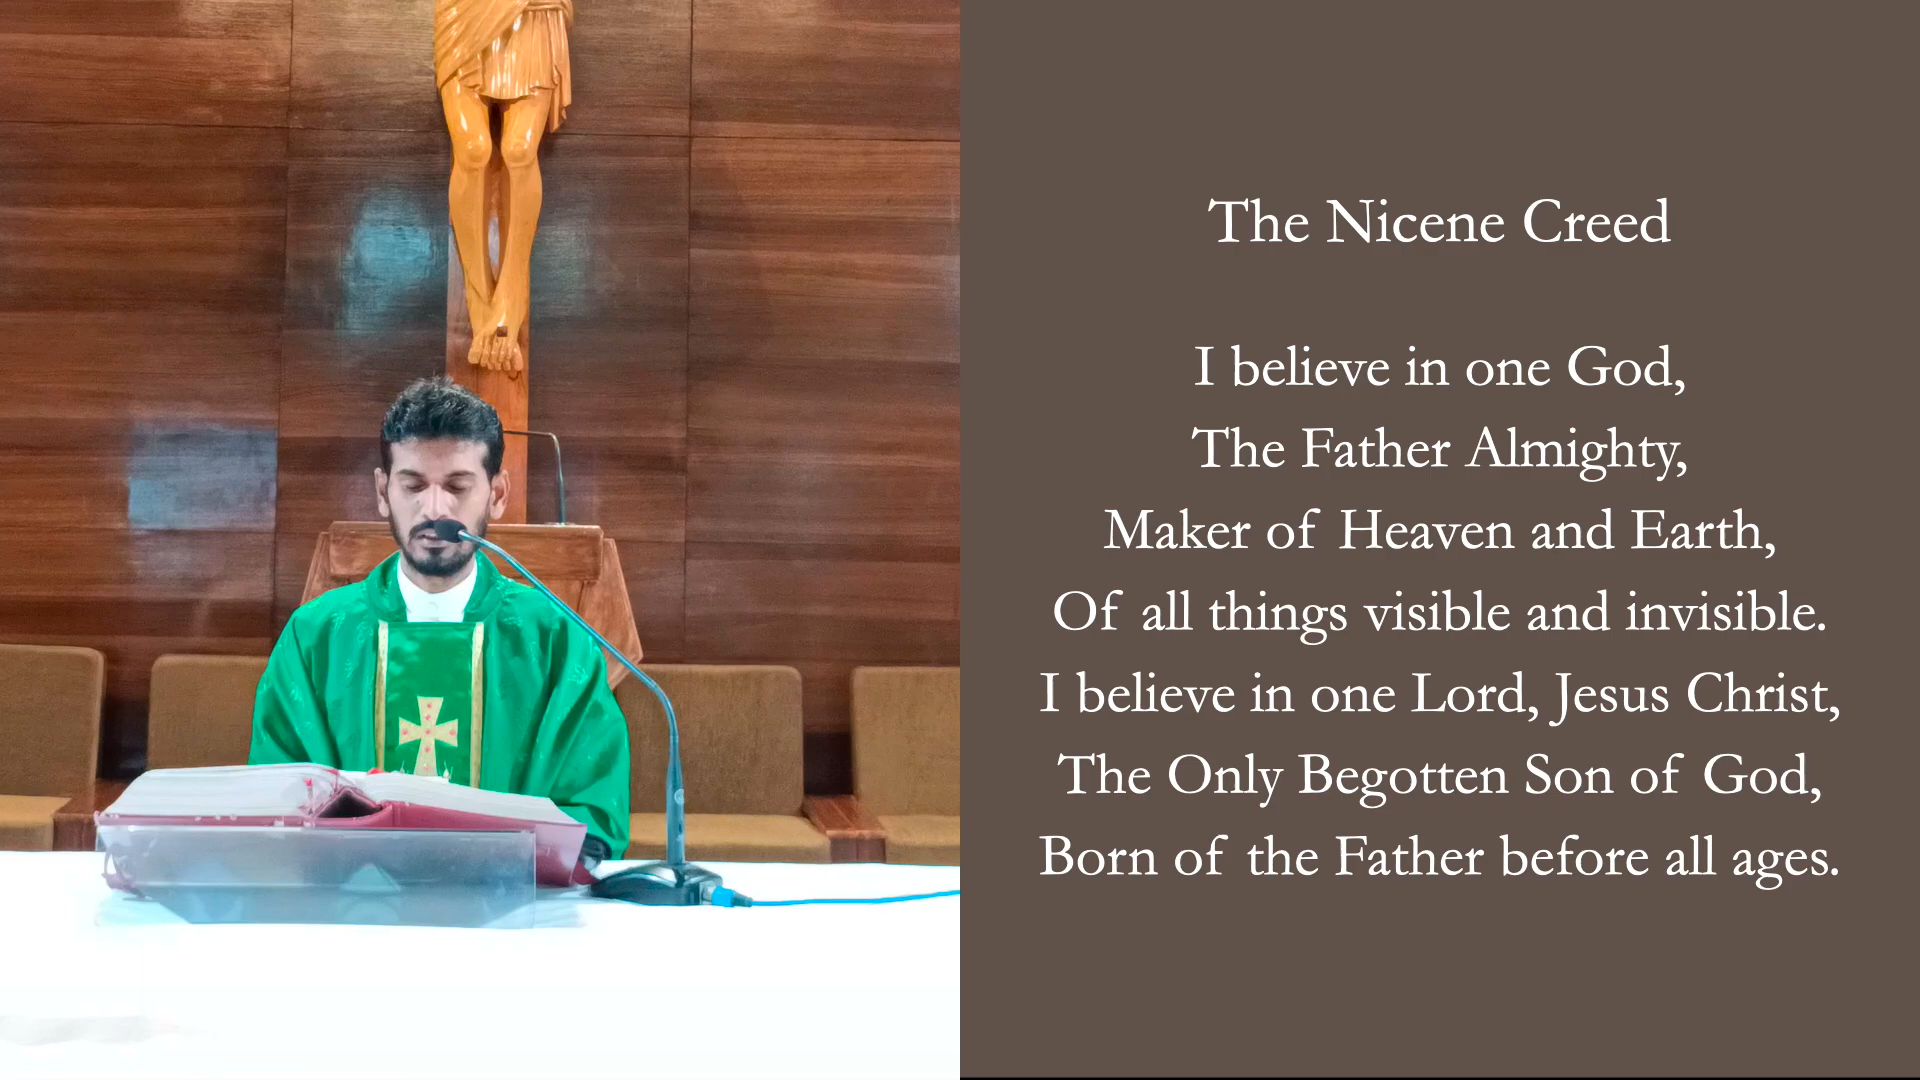 The Nicene Creed
I believe in one God,
The Father Almighty,
Maker of Heaven and Earth,
Of all things visible and invisible.
I believe in one Lord, Jesus Christ,
The Only Begotten Son of God,
Born of the Father before all ages.